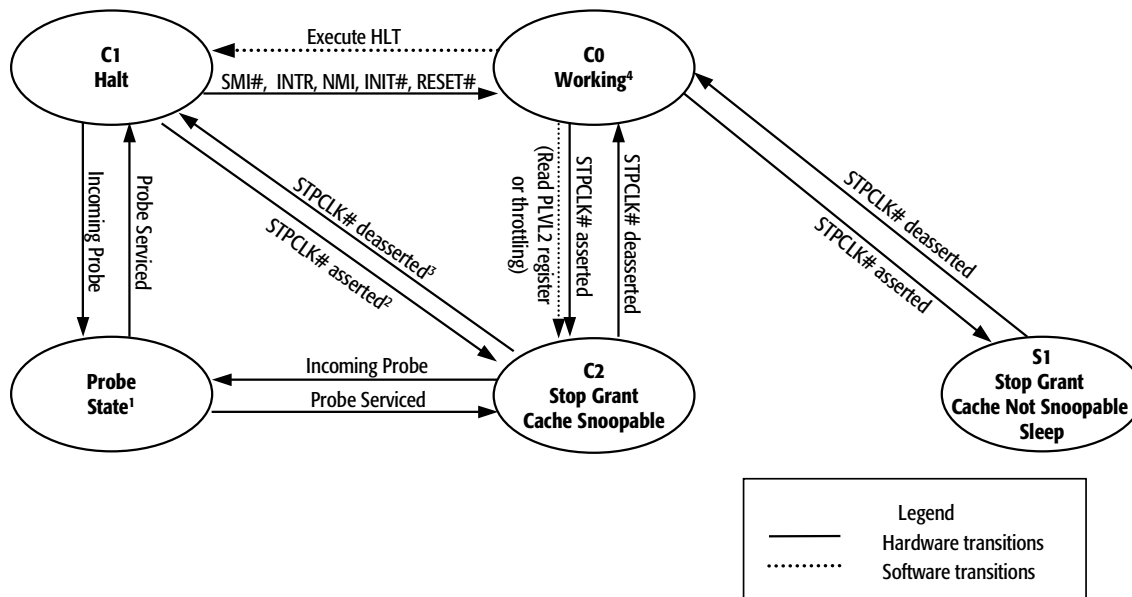 Execute HLT
C1
Halt
C0
Working⁴
SMI#, INTR, NMI, INIT#, RESET#
Incoming Probe
Probe Serviced
STPCLK# deasserted³
STPCLK# asserted²
(Read PLVL2 register
or throttling)
STPCLK# asserted
STPCLK# deasserted
STPCLK# deasserted
STPCLK# asserted
Probe
State¹
Incoming Probe
Probe Serviced
C2
Stop Grant
Cache Snoopable
S1
Stop Grant
Cache Not Snoopable
Sleep
Legend
Hardware transitions
Software transitions